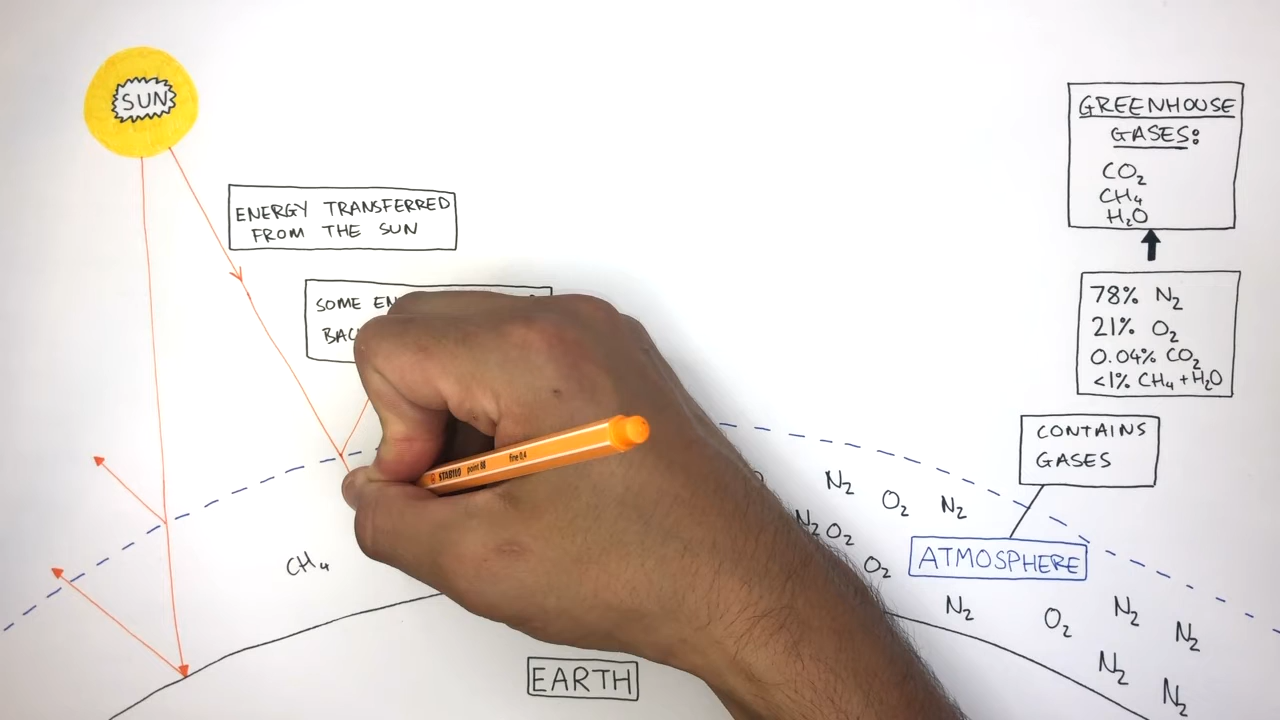 SUN
ENERGY TRANSFERRED
FROM THE SUN
SOME
GREENHOUSE
GASES:
CO₂
CH₄
H₂O
78% N₂
21% O₂
0.04% CO₂
<1% CH₄ + H₂O
CONTAINS
GASES
ATMOSPHERE
N₂
O₂
N₂
N₂ O₂
O₂
CH₄
N₂
O₂
N₂
N₂
N₂
N₂
EARTH
STABILO point 88 fine 0,4